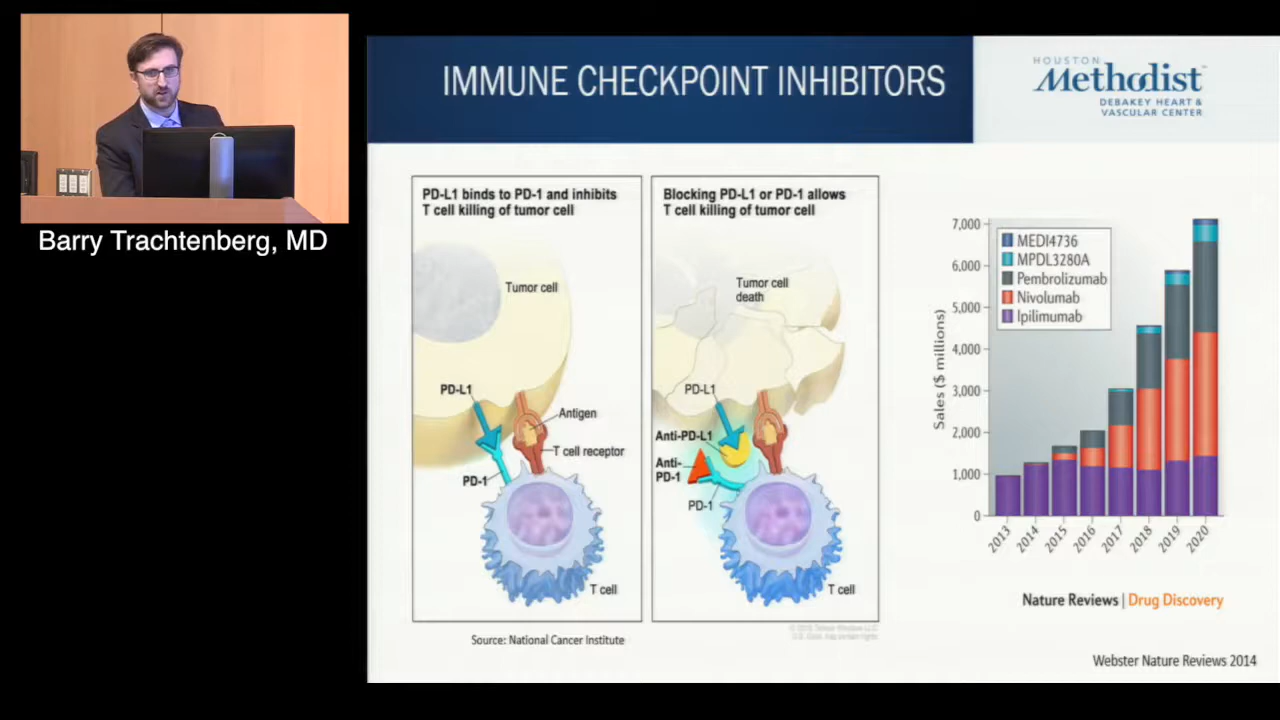 Barry Trachtenberg, MD
IMMUNE CHECKPOINT INHIBITORS
HOUSTON
Methodist
DEBAKEY HEART &
VASCULAR CENTER
PD-L1 binds to PD-1 and inhibits
T cell killing of tumor cell
Tumor cell
PD-L1
Antigen
T cell receptor
PD-1
T cell
Blocking PD-L1 or PD-1 allows
T cell killing of tumor cell
Tumor cell
death
PD-L1
Anti-PD-L1
Anti-
PD-1
PD-1
T cell
Source: National Cancer Institute
Sales ($ millions)
7,000
6,000
5,000
4,000
3,000
2,000
1,000
0
MEDI4736
MPDL3280A
Pembrolizumab
Nivolumab
Ipilimumab
2013
2014
2015
2016
2017
2018
2019
2020
Nature Reviews | Drug Discovery
Webster Nature Reviews 2014